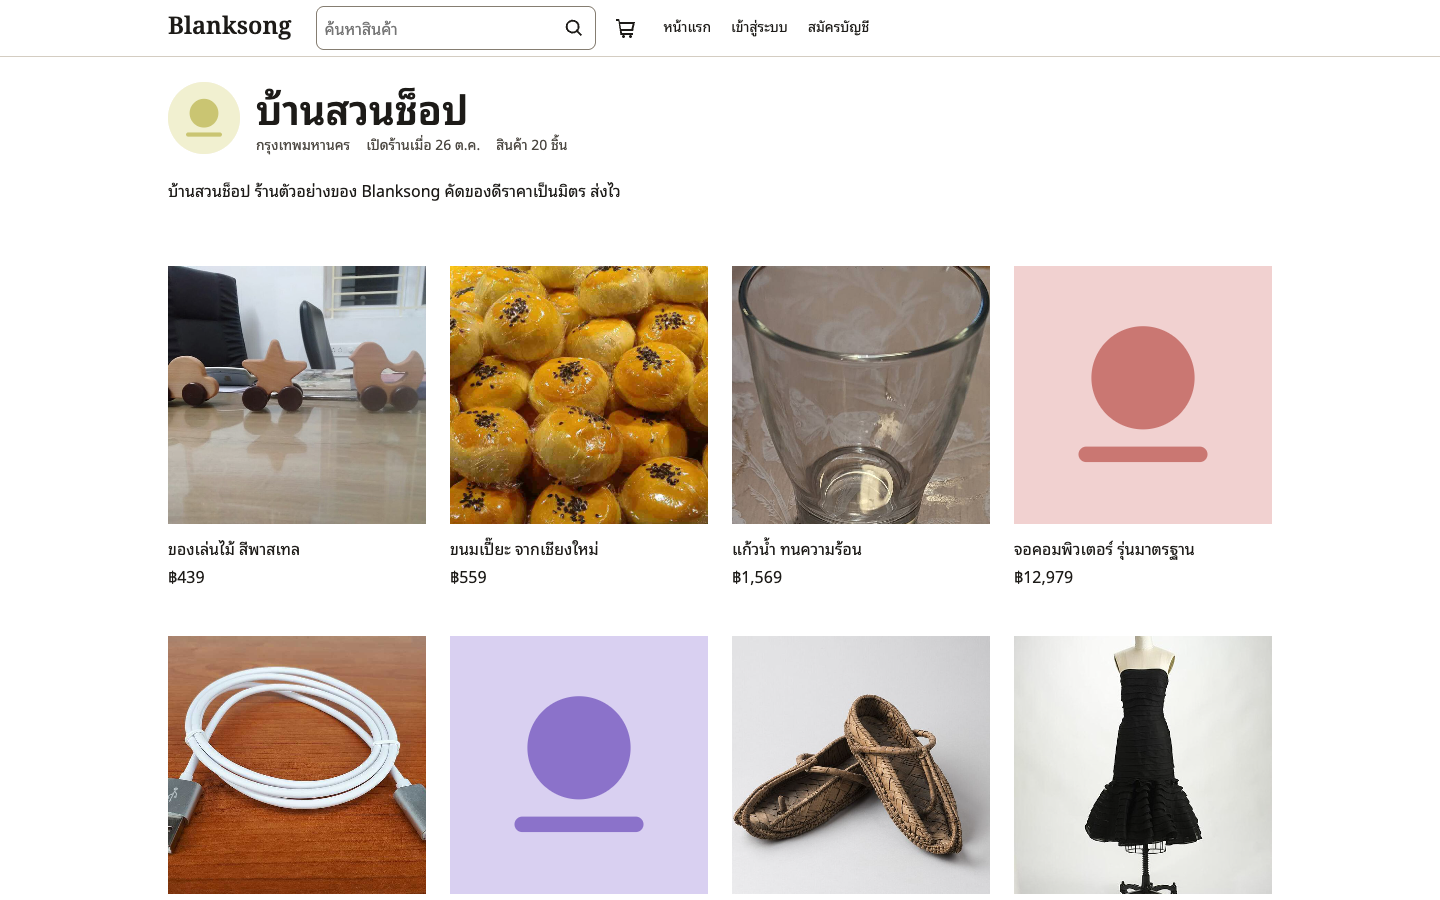 Blanksong
ค้นหาสินค้า
หน้าแรก เข้าสู่ระบบ สมัครบัญชี
บ้านสวนช็อป
กรุงเทพมหานคร เปิดร้านเมื่อ 26 ต.ค. สินค้า 20 ชิ้น
บ้านสวนช็อป ร้านตัวอย่างของ Blanksong คัดของดีราคาเป็นมิตร ส่งไว
ของเล่นไม้ สีพาสเทล
฿439
ขนมเปี๊ยะ จากเชียงใหม่
฿559
แก้วน้ำ ทนความร้อน
฿1,569
จอคอมพิวเตอร์ รุ่นมาตรฐาน
฿12,979